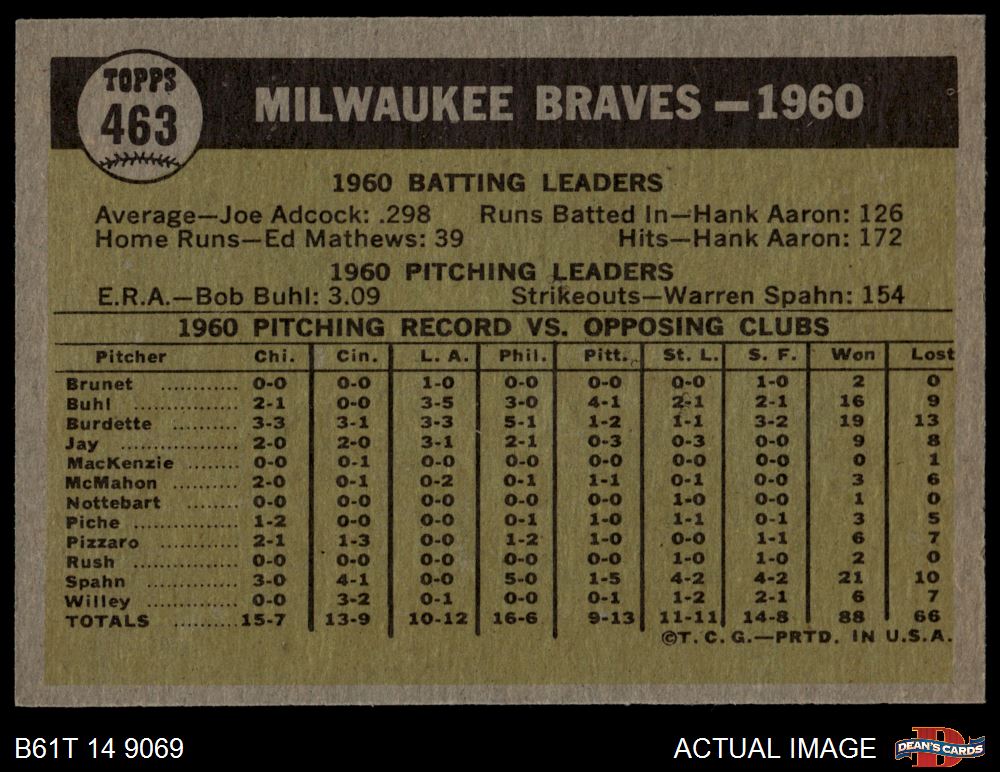 TOPPS
463
MILWAUKEE BRAVES — 1960
1960 BATTING LEADERS
Average—Joe Adcock: .298 Runs Batted In—Hank Aaron: 126
Home Runs—Ed Mathews: 39 Hits—Hank Aaron: 172
1960 PITCHING LEADERS
E.R.A.—Bob Buhl: 3.09 Strikeouts—Warren Spahn: 154
1960 PITCHING RECORD VS. OPPOSING CLUBS
Pitcher Chi. Cin. L. A. Phil. Pitt. St. L. S. F. Won Lost
Brunet ........... 0-0 0-0 1-0 0-0 0-0 0-0 1-0 2 0
Buhl ............... 2-1 0-0 3-5 3-0 4-1 2-1 2-1 16 9
Burdette ......... 3-3 3-1 3-3 5-1 1-2 1-1 3-2 19 13
Jay ................. 2-0 2-0 3-1 2-1 0-3 0-3 0-0 9 8
MacKenzie ....... 0-0 0-1 0-0 0-0 0-0 0-0 0-0 0 1
McMahon ......... 2-0 0-1 0-2 0-1 1-1 0-1 0-0 3 6
Nottebart ....... 0-0 0-0 0-0 0-0 0-0 1-0 0-0 1 0
Piche ............... 1-2 0-0 0-0 0-1 1-0 1-1 0-1 3 5
Pizzaro ........... 2-1 1-3 0-0 1-2 1-0 0-0 1-1 6 7
Rush ............... 0-0 0-0 0-0 0-0 0-0 1-0 1-0 2 0
Spahn ............. 3-0 4-1 0-0 5-0 1-5 4-2 4-2 21 10
Willey ............. 0-0 3-2 0-1 0-0 0-1 1-2 2-1 6 7
TOTALS ......... 15-7 13-9 10-12 16-6 9-13 11-11 14-8 88 66
©T. C. G.—PRTD. IN U.S.A.
B61T 14 9069 ACTUAL IMAGE DEAN'S CARDS